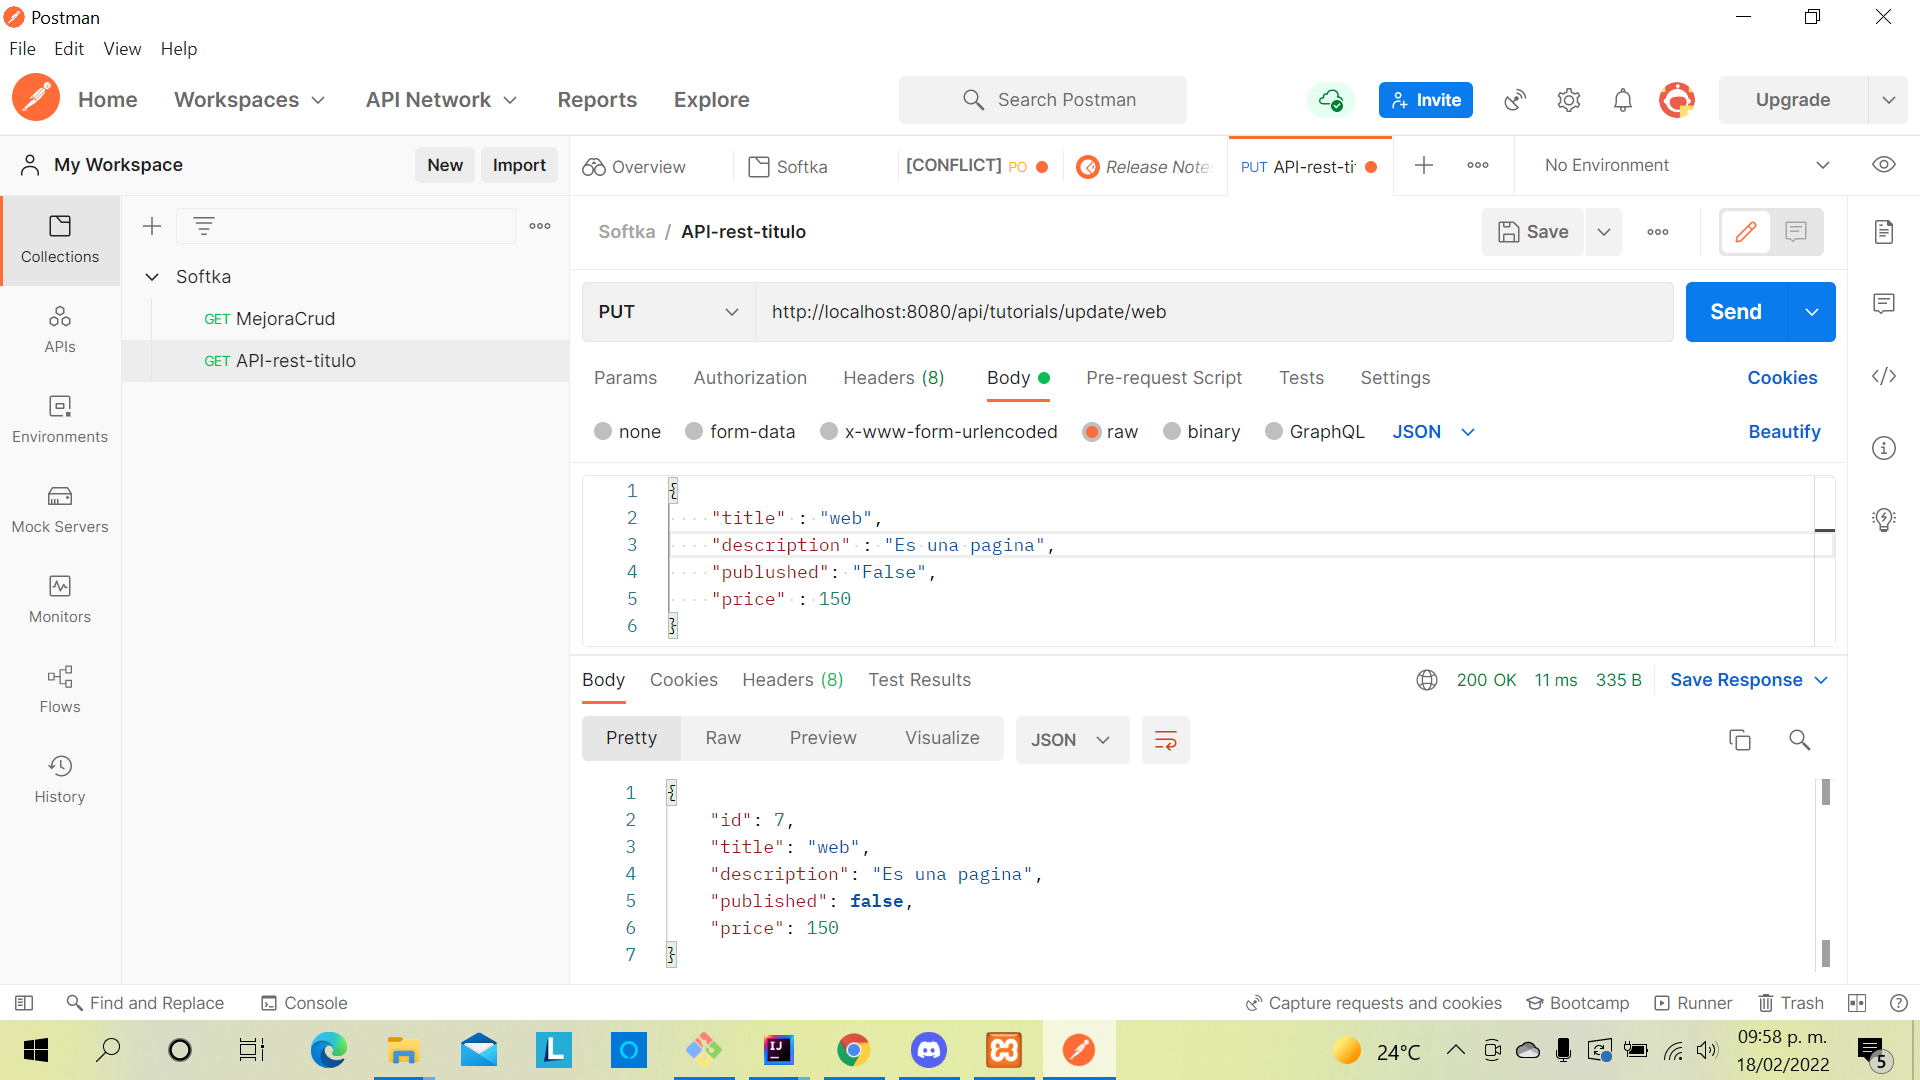 Postman
File Edit View Help
Home Workspaces API Network Reports Explore Search Postman Invite Upgrade
My Workspace New Import Overview Softka [CONFLICT] PO Release Note PUT API-rest-ti No Environment
Collections
APIs
Environments
Mock Servers
Monitors
Flows
History
Softka
GET MejoraCrud
GET API-rest-titulo
Softka / API-rest-titulo Save
PUT http://localhost:8080/api/tutorials/update/web Send
Params Authorization Headers (8) Body Pre-request Script Tests Settings Cookies
none form-data x-www-form-urlencoded raw binary GraphQL JSON Beautify
1 {
2 "title" : "web",
3 "description" : "Es una pagina",
4 "publushed": "False",
5 "price" : 150
6 }
Body Cookies Headers (8) Test Results 200 OK 11 ms 335 B Save Response
Pretty Raw Preview Visualize JSON
1 {
2 "id": 7,
3 "title": "web",
4 "description": "Es una pagina",
5 "published": false,
6 "price": 150
7 }
Find and Replace Console Capture requests and cookies Bootcamp Runner Trash
L IJ 24°C 09:58 p. m.
18/02/2022 5